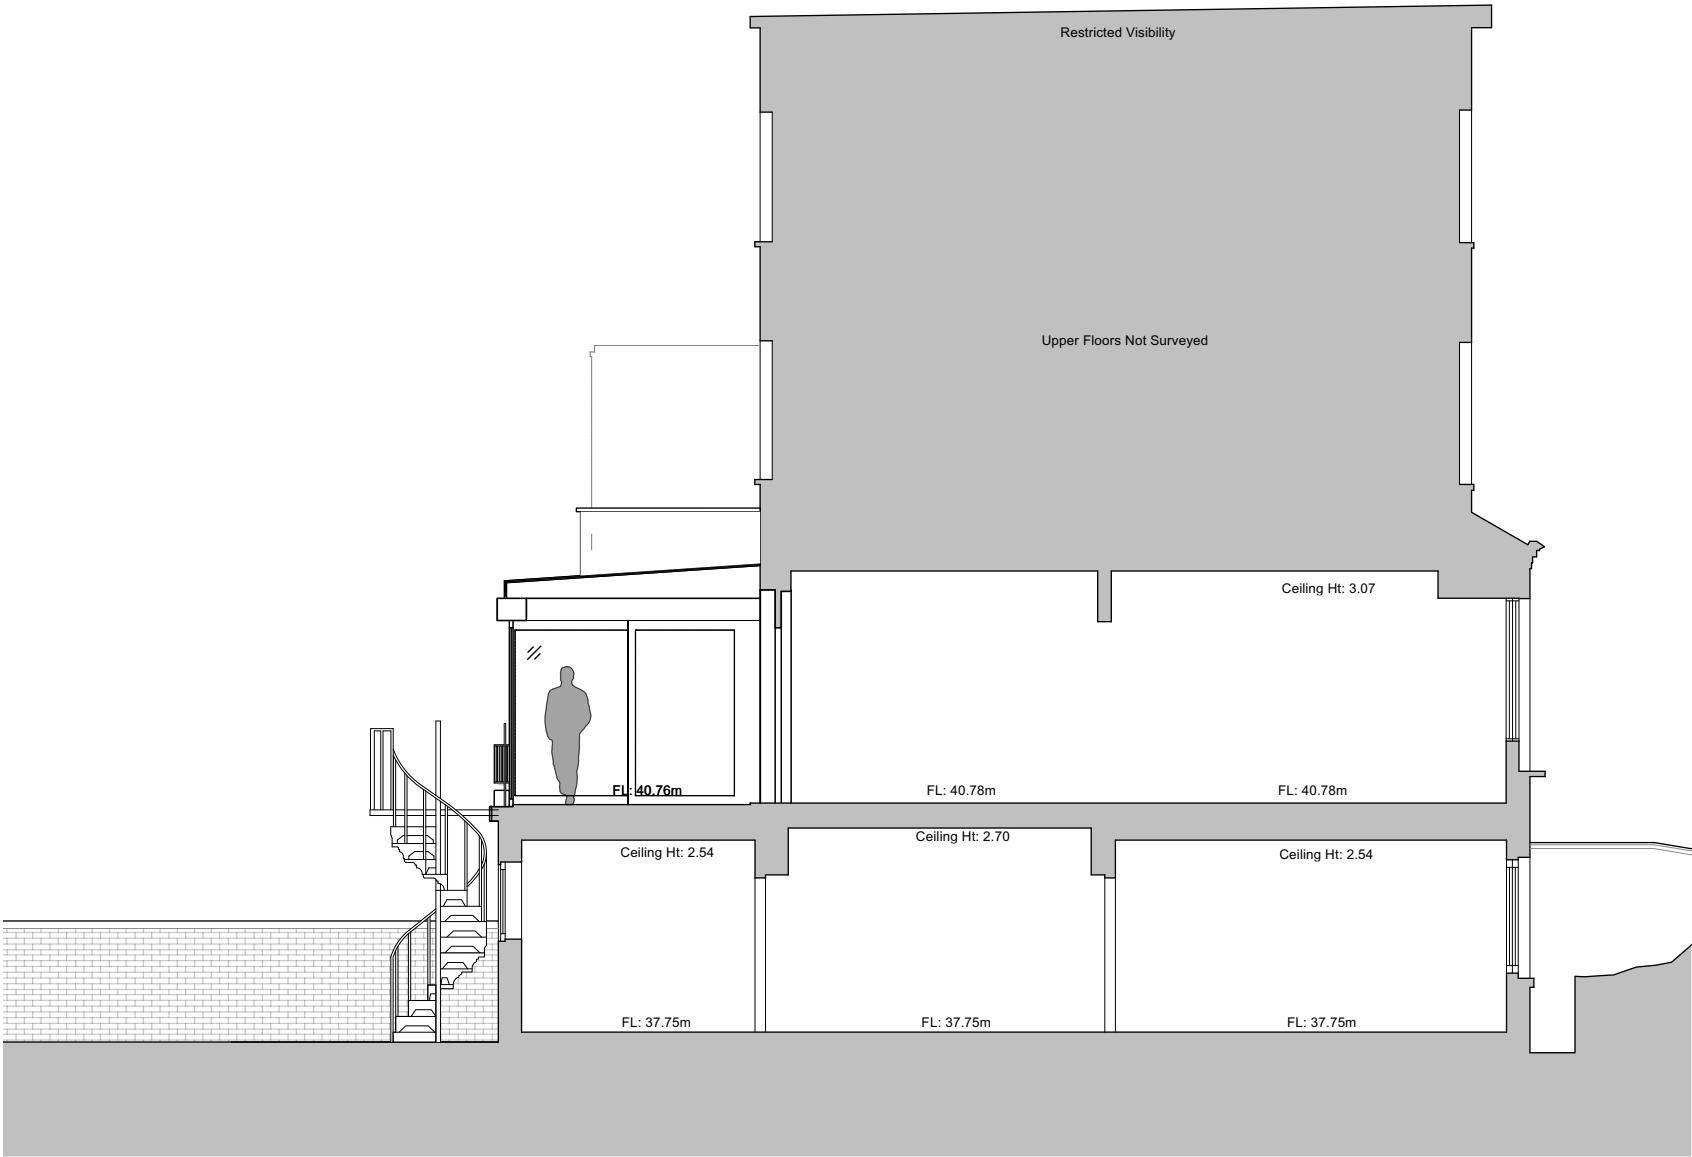 Restricted Visibility
Upper Floors Not Surveyed
Ceiling Ht: 3.07
FL: 40.76m
FL: 40.78m
FL: 40.78m
Ceiling Ht: 2.54
Ceiling Ht: 2.70
Ceiling Ht: 2.54
FL: 37.75m
FL: 37.75m
FL: 37.75m